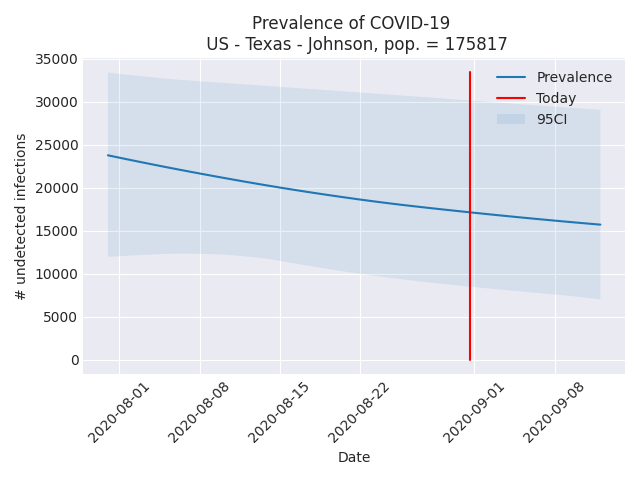 Prevalence of COVID-19
US - Texas - Johnson, pop. = 175817
35000
30000
25000
20000
15000
10000
5000
0
# undetected infections
Prevalence
Today
95CI
2020-08-01
2020-08-08
2020-08-15
2020-08-22
2020-09-01
2020-09-08
Date